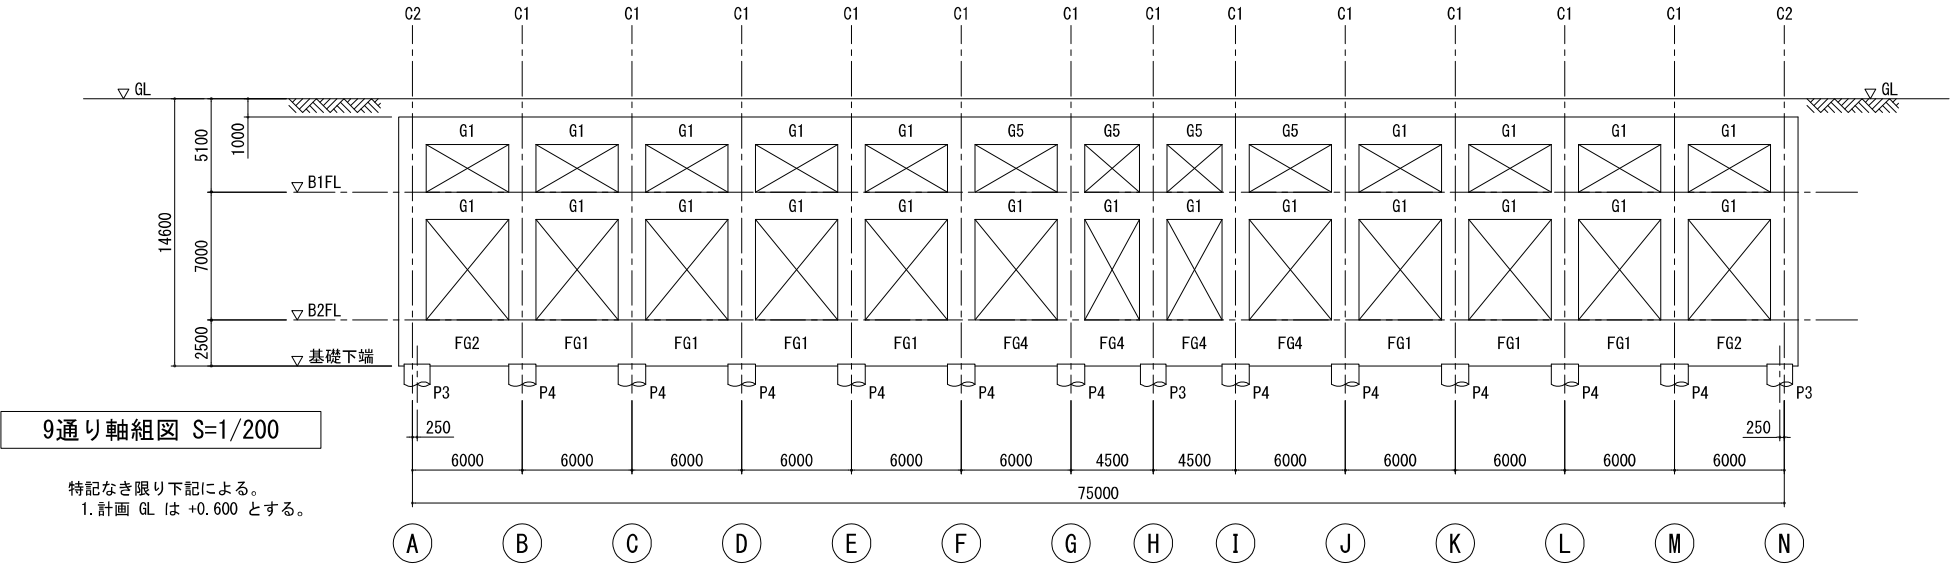 C2 C1 C1 C1 C1 C1 C1 C1 C1 C1 C1 C1 C1 C2
GL GL
1000
5100
G1 G1 G1 G1 G1 G5 G5 G5 G5 G1 G1 G1 G1
B1FL
G1 G1 G1 G1 G1 G1 G1 G1 G1 G1 G1 G1 G1
14600
7000
B2FL
2500
FG2 FG1 FG1 FG1 FG1 FG4 FG4 FG4 FG4 FG1 FG1 FG1 FG2
基礎下端
P3 P4 P4 P4 P4 P4 P4 P3 P4 P4 P4 P4 P4 P3
9通り軸組図 S=1/200
250 250
6000 6000 6000 6000 6000 6000 4500 4500 6000 6000 6000 6000 6000
特記なき限り下記による。
75000
1.計画 GL は +0.600 とする。
A B C D E F G H I J K L M N